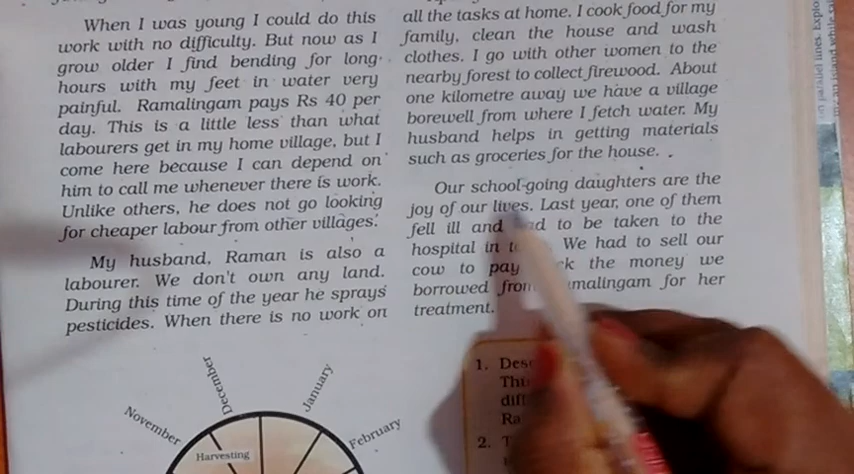 When I was young I could do this
work with no difficulty. But now as I
grow older I find bending for long
hours with my feet in water very
painful. Ramalingam pays Rs 40 per
day. This is a little less than what
labourers get in my home village, but I
come here because I can depend on
him to call me whenever there is work.
Unlike others, he does not go looking
for cheaper labour from other villages.
My husband, Raman is also a
labourer. We don't own any land.
During this time of the year he sprays
pesticides. When there is no work on
all the tasks at home. I cook food for my
family, clean the house and wash
clothes. I go with other women to the
nearby forest to collect firewood. About
one kilometre away we have a village
borewell from where I fetch water. My
husband helps in getting materials
such as groceries for the house.
Our school-going daughters are the
joy of our lives. Last year, one of them
fell ill and to be taken to the
hospital in We had to sell our
cow to pay the money we
borrowed for her
treatment.
December
January
November
February
Harvesting
1.
2.